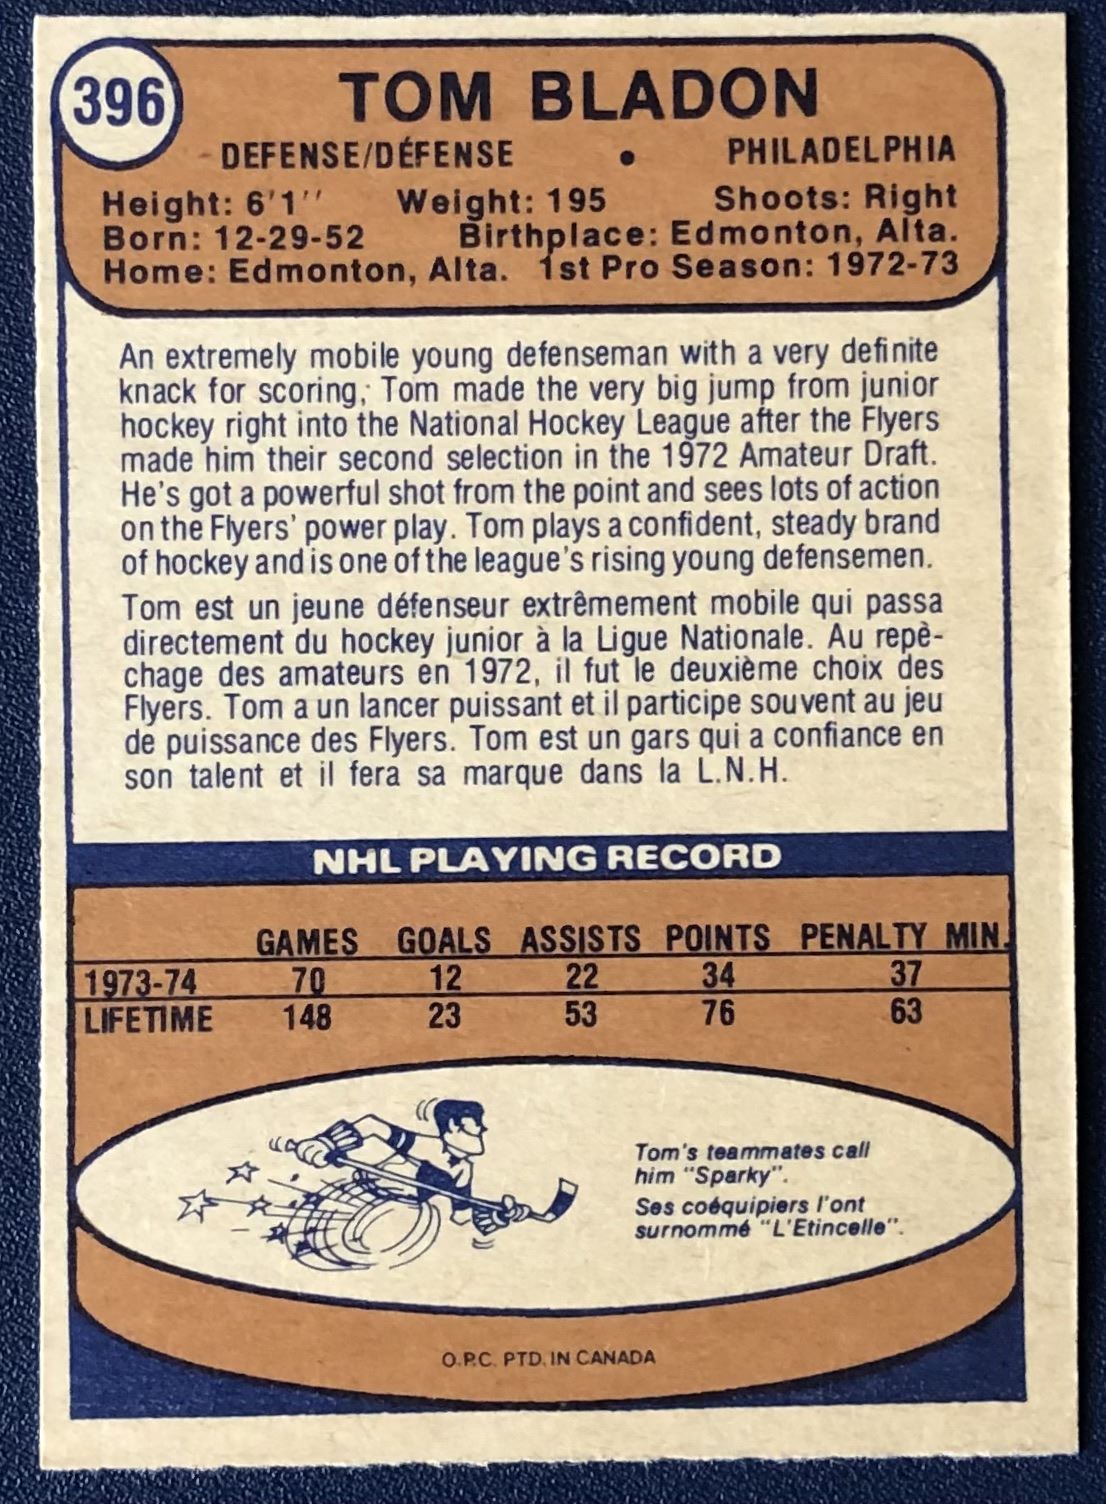 396
TOM BLADON
DEFENSE/DÉFENSE • PHILADELPHIA
Height: 6'1'' Weight: 195 Shoots: Right
Born: 12-29-52 Birthplace: Edmonton, Alta.
Home: Edmonton, Alta. 1st Pro Season: 1972-73
An extremely mobile young defenseman with a very definite
knack for scoring, Tom made the very big jump from junior
hockey right into the National Hockey League after the Flyers
made him their second selection in the 1972 Amateur Draft.
He's got a powerful shot from the point and sees lots of action
on the Flyers' power play. Tom plays a confident, steady brand
of hockey and is one of the league's rising young defensemen.
Tom est un jeune défenseur extrêmement mobile qui passa
directement du hockey junior à la Ligue Nationale. Au repê-
chage des amateurs en 1972, il fut le deuxième choix des
Flyers. Tom a un lancer puissant et il participe souvent au jeu
de puissance des Flyers. Tom est un gars qui a confiance en
son talent et il fera sa marque dans la L.N.H.
NHL PLAYING RECORD
GAMES GOALS ASSISTS POINTS PENALTY MIN.
1973-74 70 12 22 34 37
LIFETIME 148 23 53 76 63
Tom's teammates call
him "Sparky".
Ses coéquipiers l'ont
surnommé "L'Etincelle".
O.P.C. PTD. IN CANADA